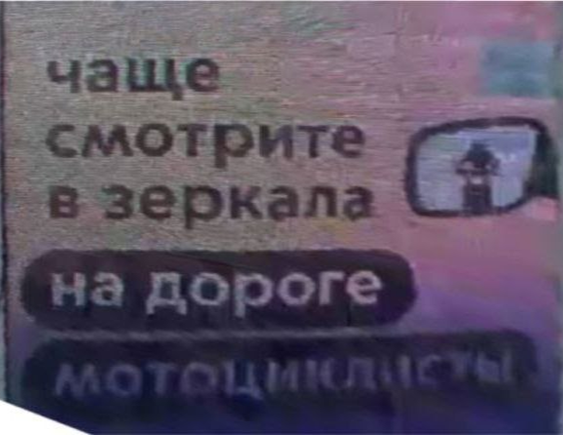 чаще
смотрите
в зеркала
на дороге
мотоциклисты